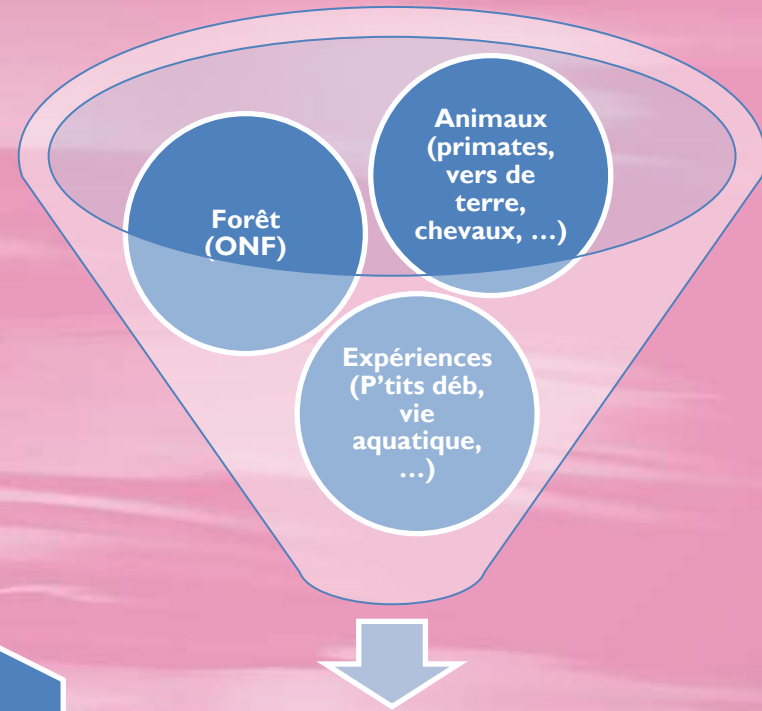 Animaux
(primates,
vers de
terre,
chevaux, …)
Forêt
(ONF)
Expériences
(P'tits déb,
vie
aquatique,
…)